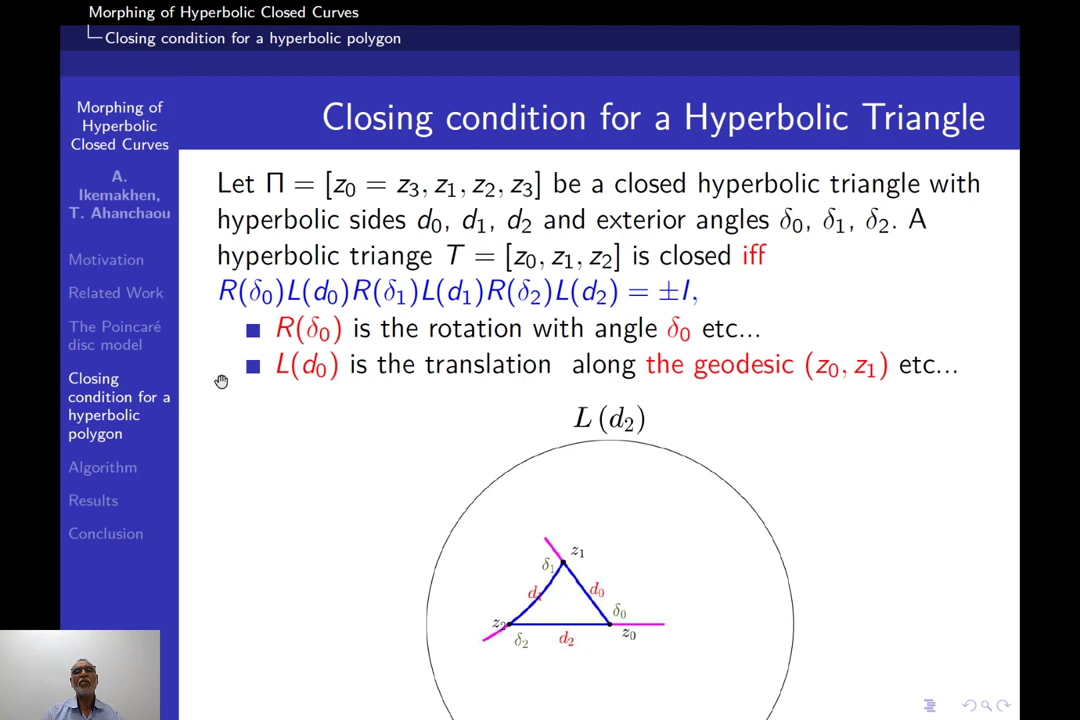 Morphing of Hyperbolic Closed Curves
Closing condition for a hyperbolic polygon
Morphing of
Hyperbolic
Closed Curves
A.
Ikemakhen,
T. Ahanchaou
Motivation
Related Work
The Poincaré
disc model
Closing
condition for a
hyperbolic
polygon
Algorithm
Results
Conclusion
Closing condition for a Hyperbolic Triangle
Let Π = [z₀ = z₃, z₁, z₂, z₃] be a closed hyperbolic triangle with
hyperbolic sides d₀, d₁, d₂ and exterior angles δ₀, δ₁, δ₂. A
hyperbolic triange T = [z₀, z₁, z₂] is closed iff
R(δ₀)L(d₀)R(δ₁)L(d₁)R(δ₂)L(d₂) = ±I,
R(δ₀) is the rotation with angle δ₀ etc...
L(d₀) is the translation along the geodesic (z₀, z₁) etc...
L (d₂)
z₁
δ₁
d₁
d₀
δ₀
z₂
z₀
δ₂
d₂